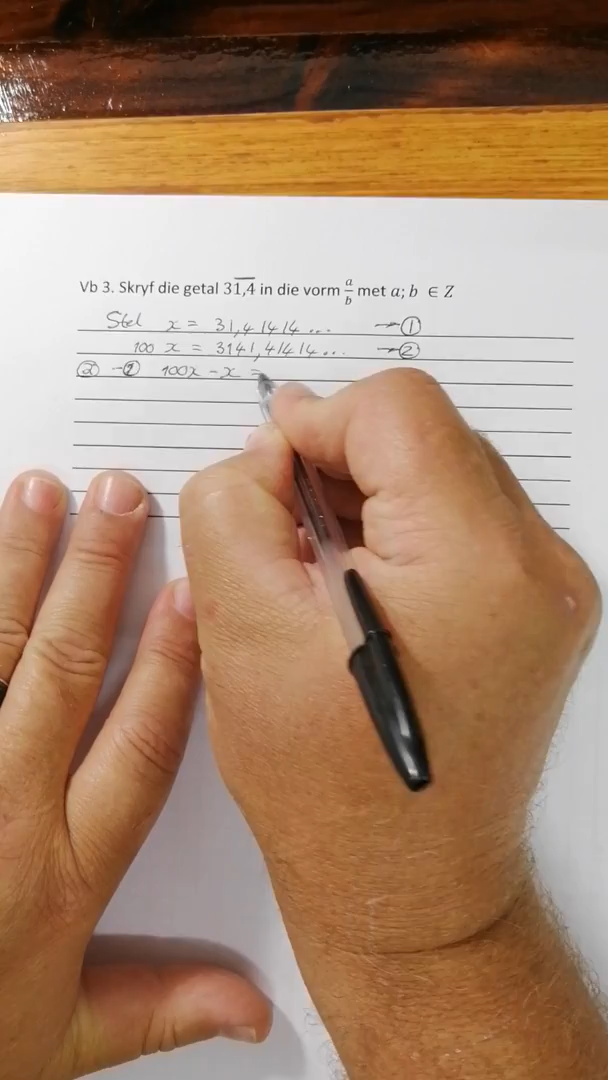 Vb 3. Skryf die getal 31,4 in die vorm a/b met a; b ∈ Z
Stel x = 31,41414... → ①
100 x = 3141,41414... → ②
② - ① 100x - x =